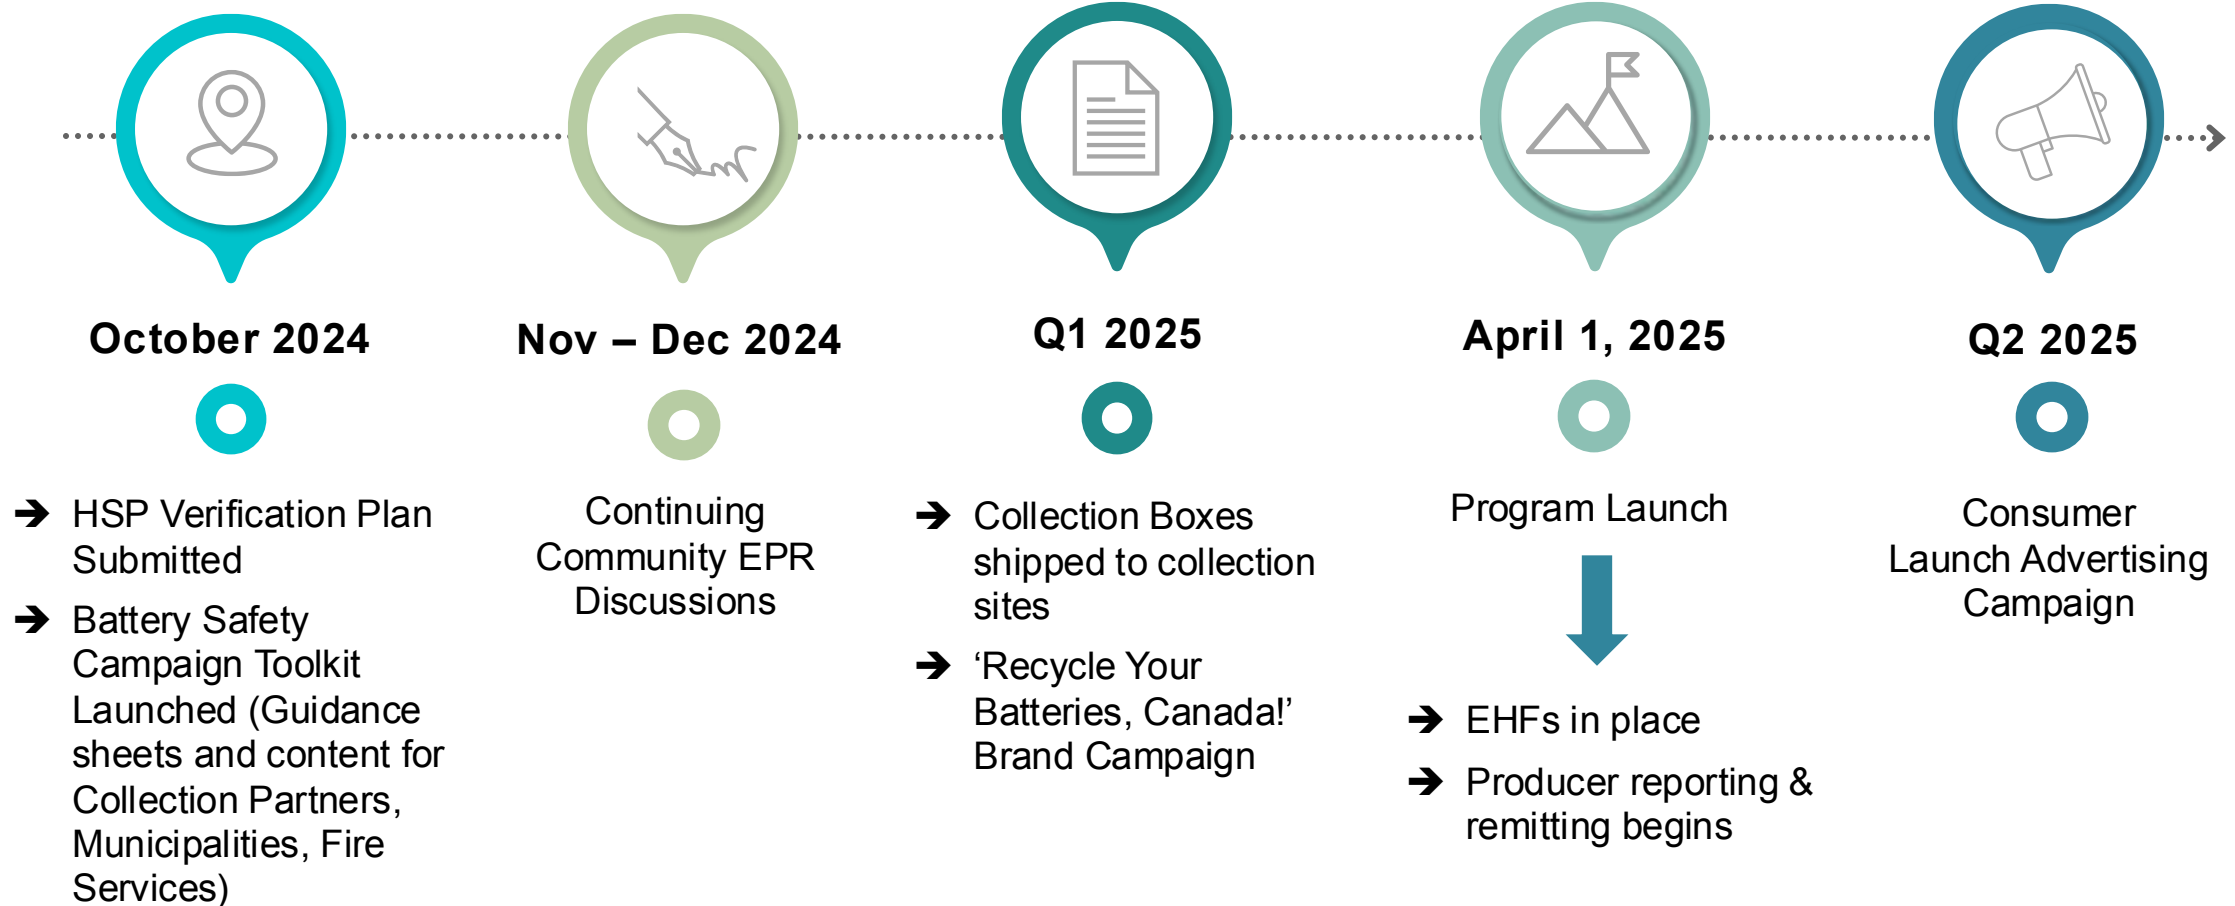 October 2024
➔ HSP Verification Plan
Submitted
➔ Battery Safety
Campaign Toolkit
Launched (Guidance
sheets and content for
Collection Partners,
Municipalities, Fire
Services)
Nov – Dec 2024
Continuing
Community EPR
Discussions
Q1 2025
➔ Collection Boxes
shipped to collection
sites
➔ ‘Recycle Your
Batteries, Canada!’
Brand Campaign
April 1, 2025
Program Launch
➔ EHFs in place
➔ Producer reporting &
remitting begins
Q2 2025
Consumer
Launch Advertising
Campaign